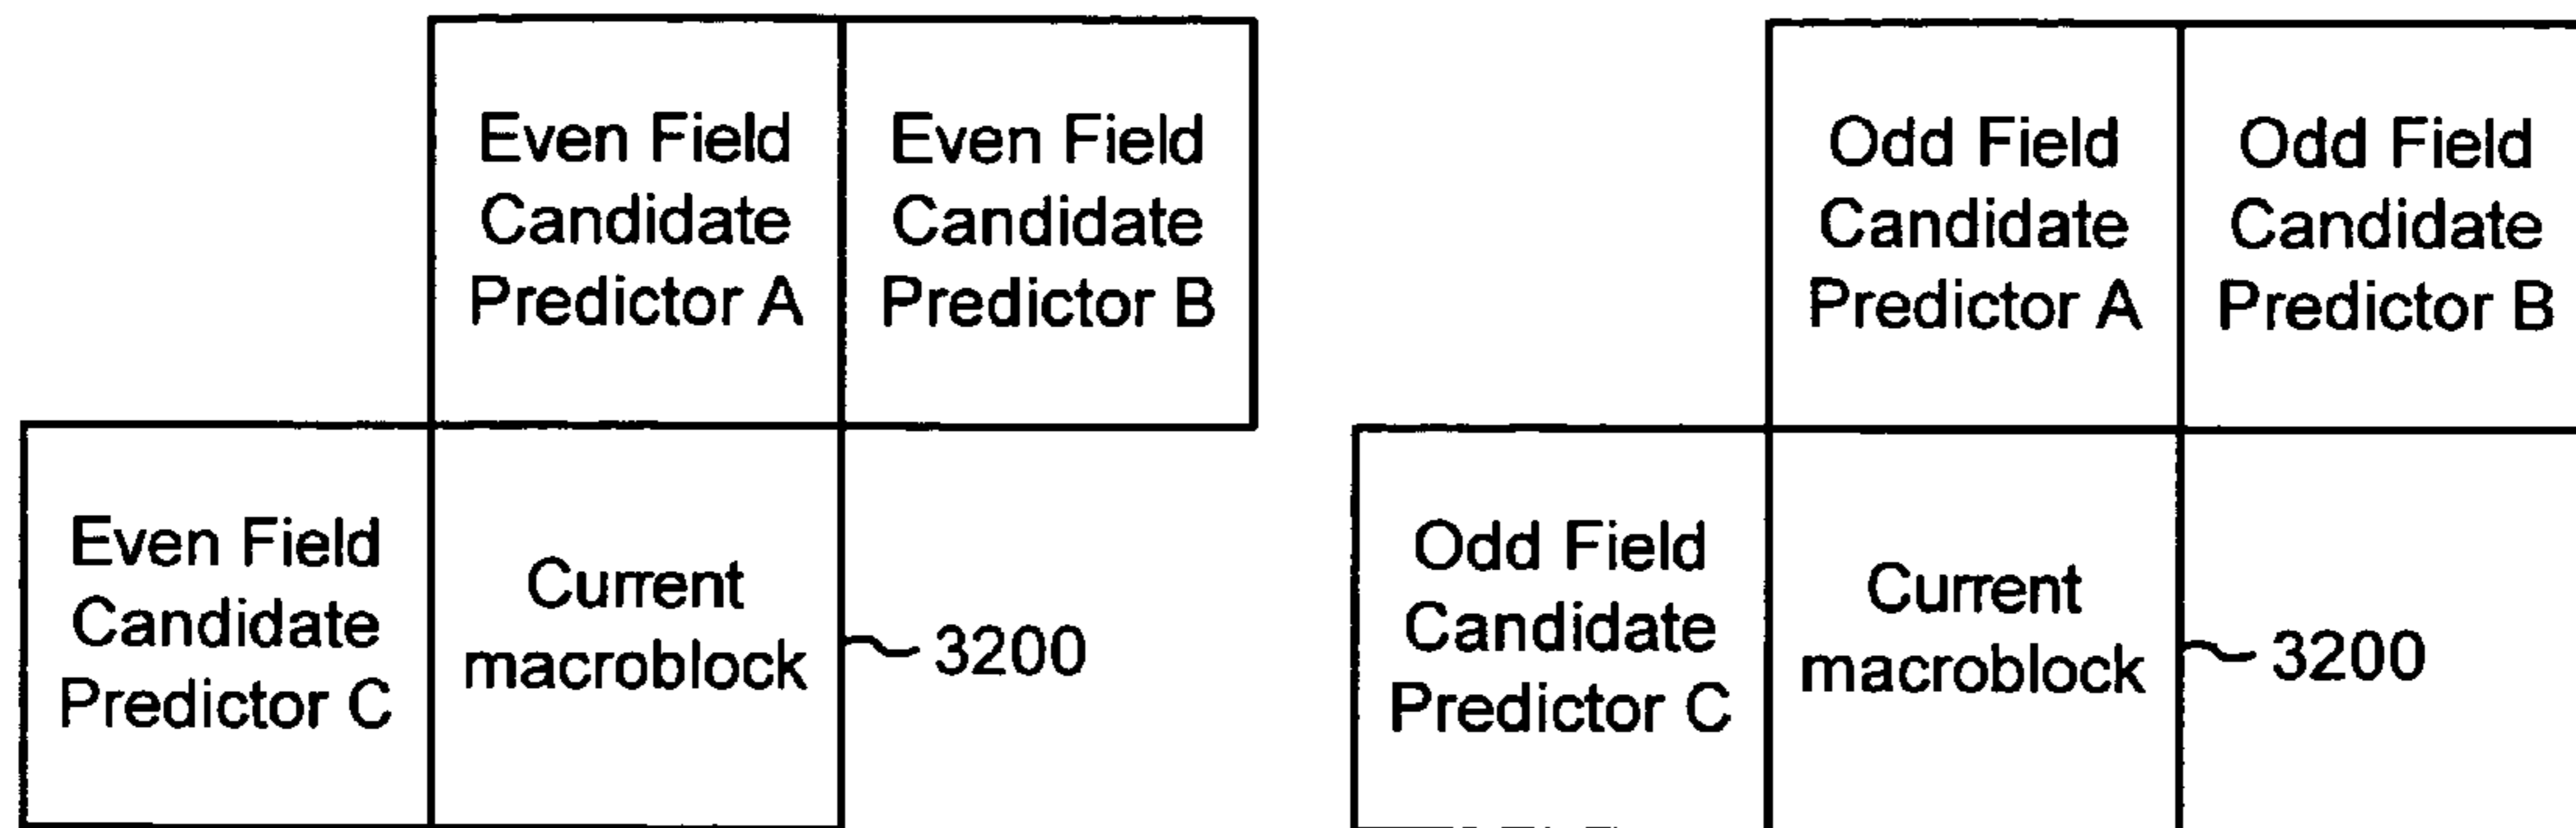 Even Field
Candidate
Predictor A
Even Field
Candidate
Predictor B
Even Field
Candidate
Predictor C
Current
macroblock
3200
Odd Field
Candidate
Predictor A
Odd Field
Candidate
Predictor B
Odd Field
Candidate
Predictor C
Current
macroblock
3200